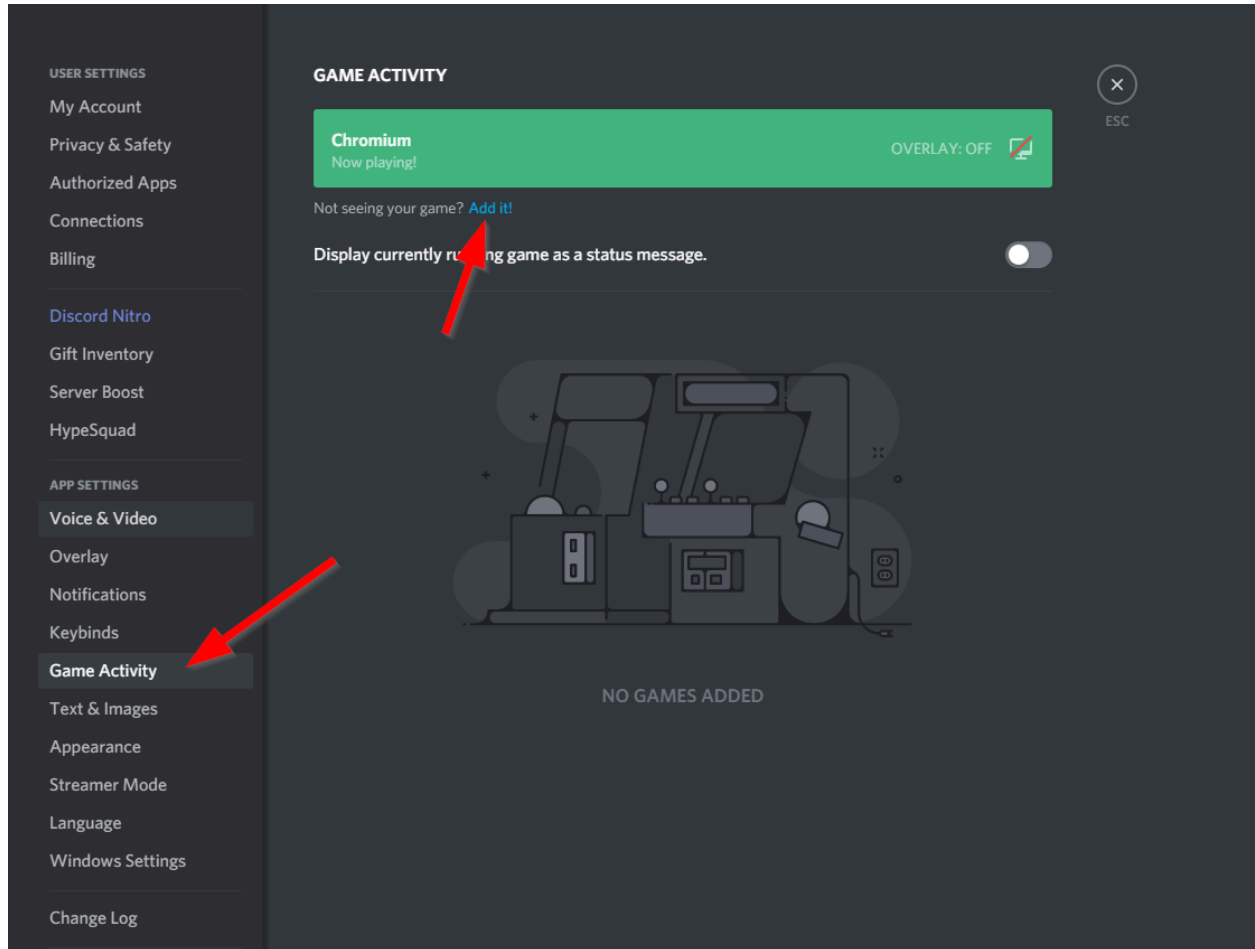 USER SETTINGS
My Account
Privacy & Safety
Authorized Apps
Connections
Billing
Discord Nitro
Gift Inventory
Server Boost
HypeSquad
APP SETTINGS
Voice & Video
Overlay
Notifications
Keybinds
Game Activity
Text & Images
Appearance
Streamer Mode
Language
Windows Settings
Change Log
GAME ACTIVITY
Chromium
Now playing!
OVERLAY: OFF
Not seeing your game? Add it!
Display currently running game as a status message.
NO GAMES ADDED
ESC